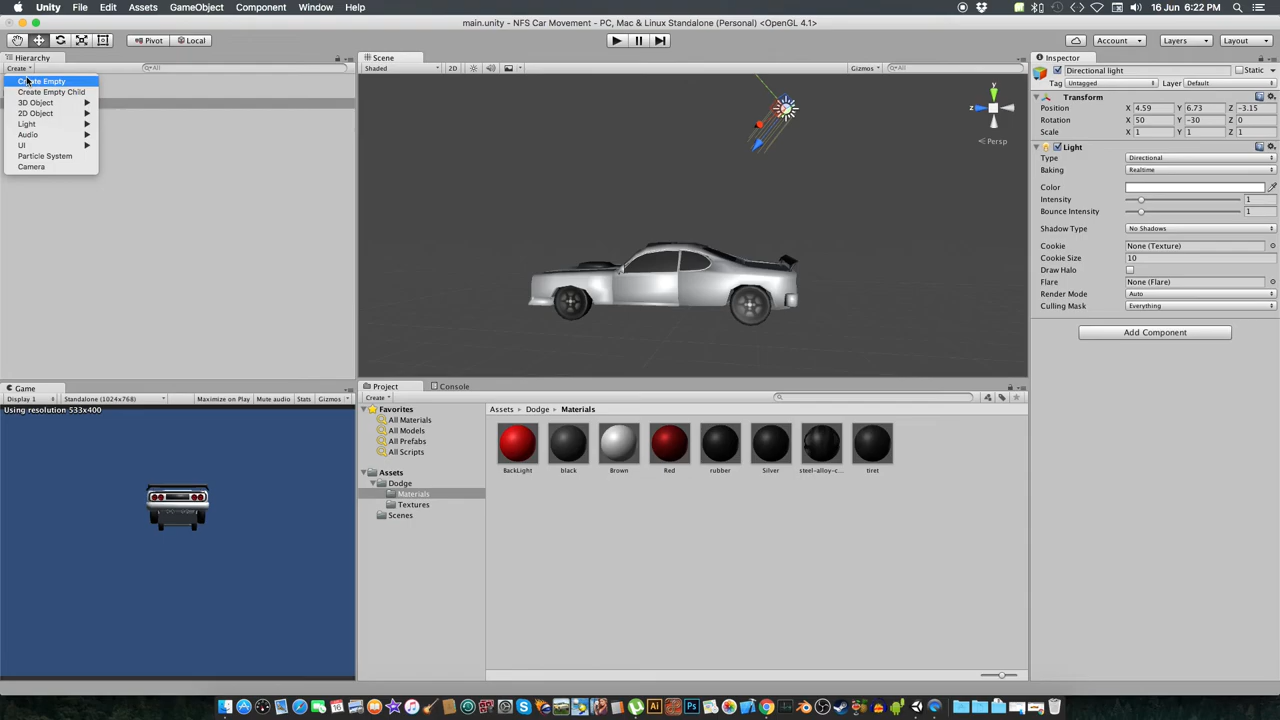 Unity File Edit Assets GameObject Component Window Help
16 Jun 6:22 PM
main.unity - NFS Car Movement - PC, Mac & Linux Standalone (Personal) <OpenGL 4.1>
Pivot Local
Account Layers Layout
Hierarchy
Create All
Create Empty
Create Empty Child
3D Object
2D Object
Light
Audio
UI
Particle System
Camera
Scene
Shaded 2D Gizmos All
Persp
Inspector
Directional light Static
Tag Untagged Layer Default
Transform
Position X 4.59 Y 6.73 Z -3.15
Rotation X 50 Y -30 Z 0
Scale X 1 Y 1 Z 1
Light
Type Directional
Baking Realtime
Color
Intensity 1
Bounce Intensity 1
Shadow Type No Shadows
Cookie None (Texture)
Cookie Size 10
Draw Halo
Flare None (Flare)
Render Mode Auto
Culling Mask Everything
Add Component
Game
Display 1 Standalone (1024x768) Maximize on Play Mute audio Stats Gizmos
Using resolution 533x400
Project Console
Create
Favorites
All Materials
All Models
All Prefabs
All Scripts
Assets
Dodge
Materials
Textures
Scenes
Assets Dodge Materials
BackLight black Brown Red rubber Silver steel-alloy-c... tiret